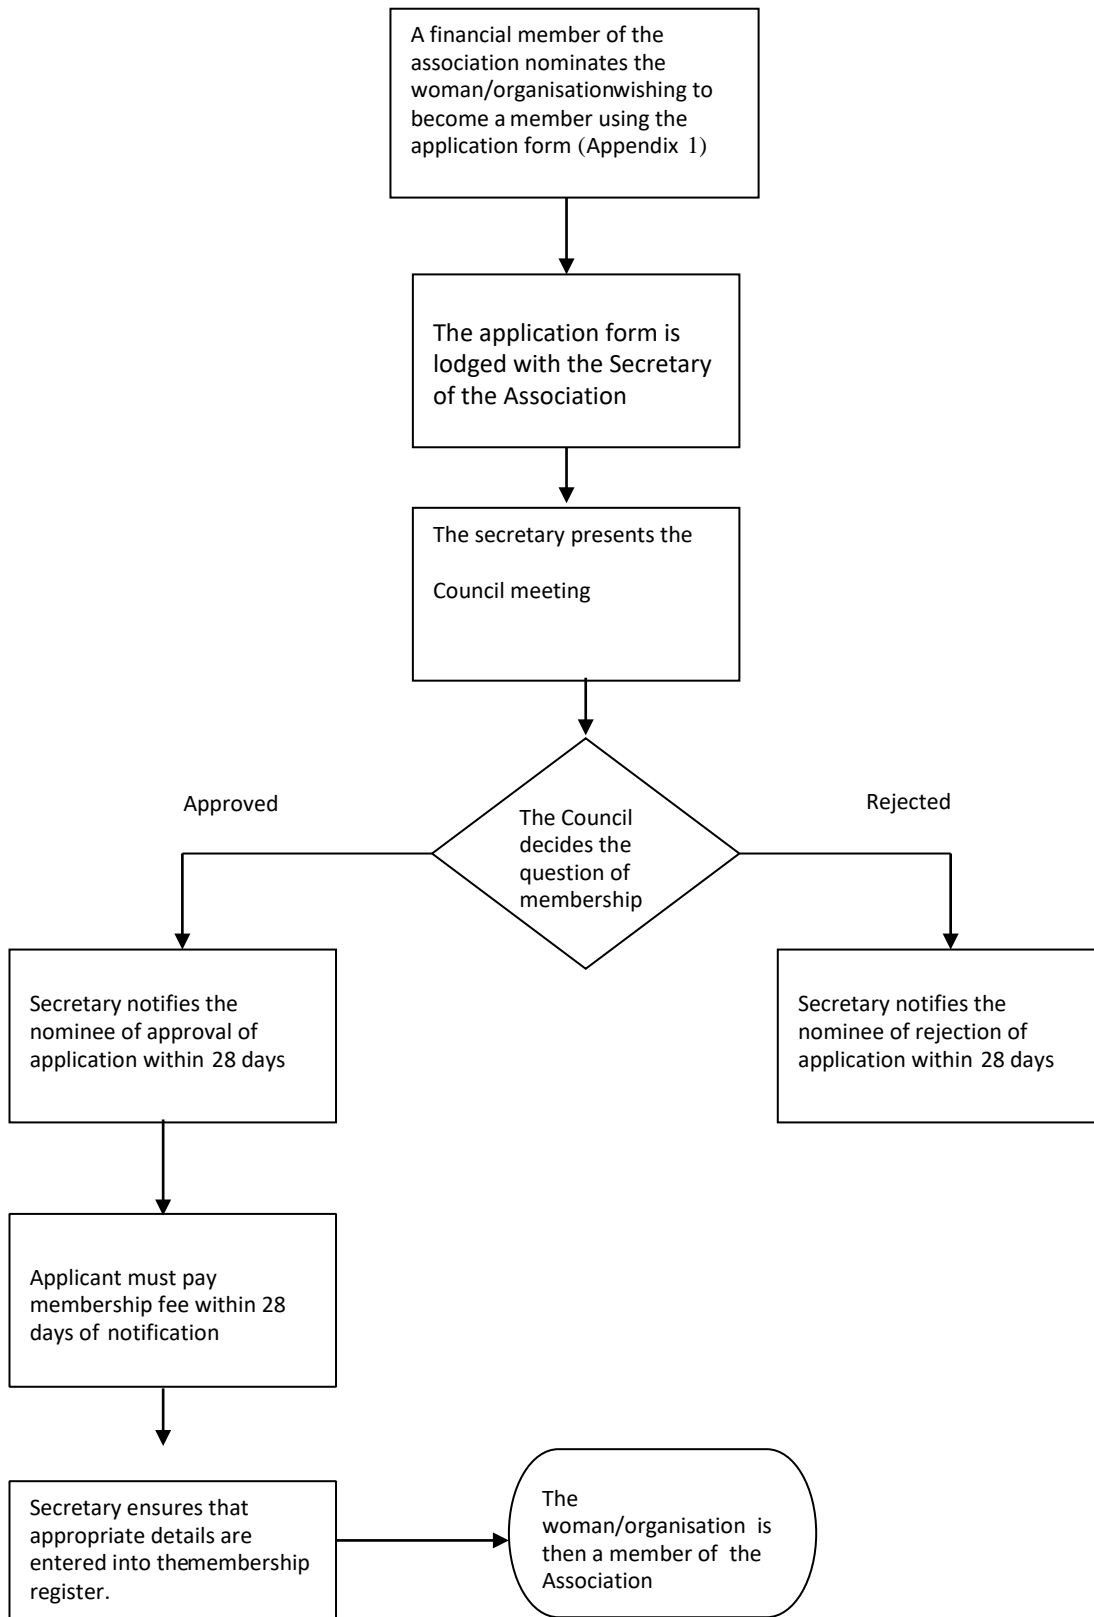 A financial member of the
association nominates the
woman/organisationwishing to
become a member using the
application form (Appendix 1)
The application form is
lodged with the Secretary
of the Association
The secretary presents the
Council meeting
Approved
Rejected
The Council
decides the
question of
membership
Secretary notifies the
nominee of approval of
application within 28 days
Secretary notifies the
nominee of rejection of
application within 28 days
Applicant must pay
membership fee within 28
days of notification
Secretary ensures that
appropriate details are
entered into themembership
register.
The
woman/organisation is
then a member of the
Association